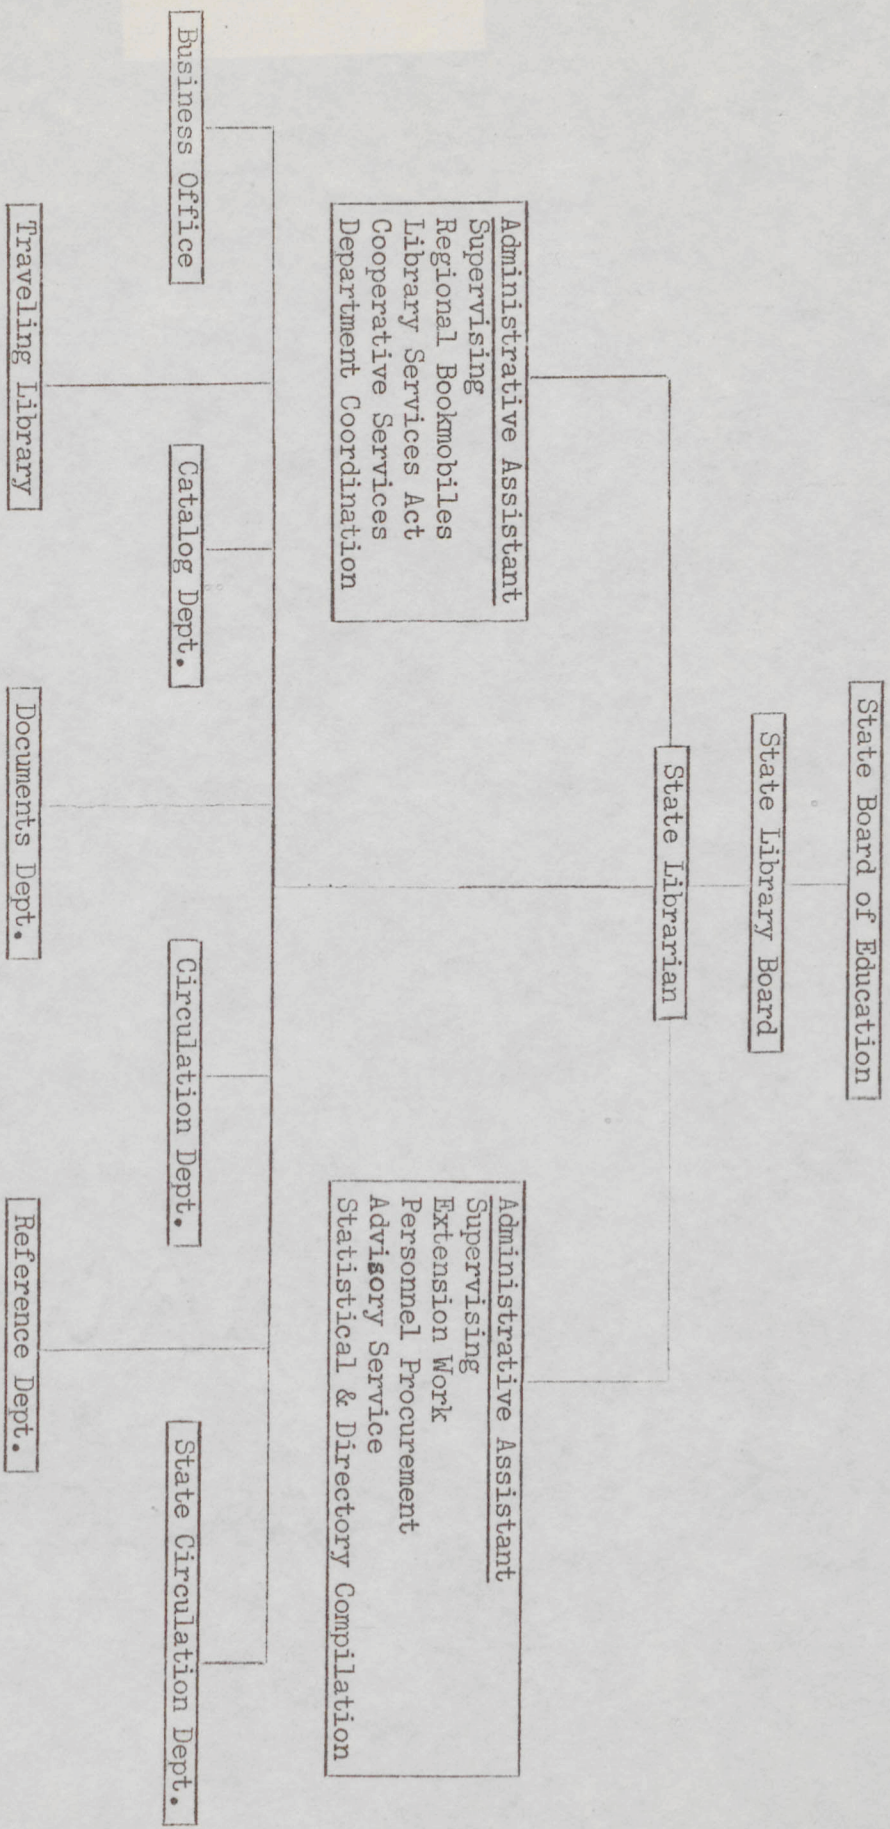 State Board of Education
State Library Board
State Librarian
Administrative Assistant
Supervising
Regional Bookmobiles
Library Services Act
Cooperative Services
Department Coordination
Administrative Assistant
Supervising
Extension Work
Personnel Procurement
Advisory Service
Statistical & Directory Compilation
Business Office
Catalog Dept.
Circulation Dept.
State Circulation Dept.
Traveling Library
Documents Dept.
Reference Dept.